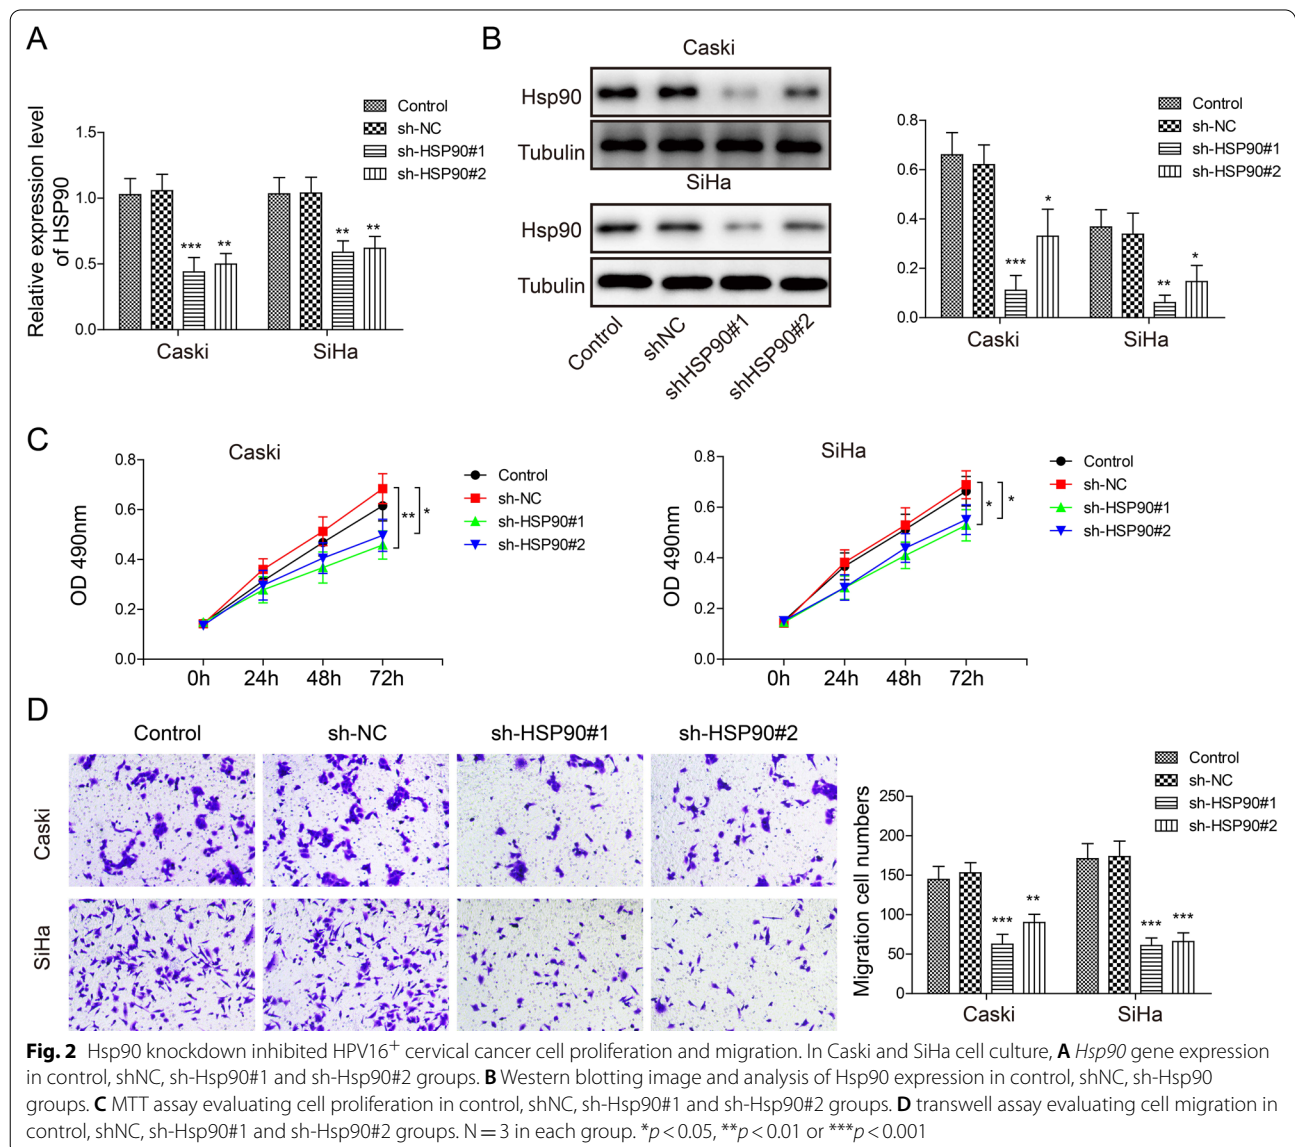 A
Control
sh-NC
sh-HSP90#1
sh-HSP90#2
Relative expression level
of HSP90
1.5
1.0
0.5
0.0
***
**
**
**
Caski
SiHa
B
Caski
Hsp90
Tubulin
SiHa
Hsp90
Tubulin
Control
shNC
shHSP90#1
shHSP90#2
Control
sh-NC
sh-HSP90#1
sh-HSP90#2
0.8
0.6
0.4
0.2
0.0
***
*
**
*
Caski
SiHa
C
Caski
OD 490nm
0.8
0.6
0.4
0.2
0.0
0h
24h
48h
72h
**
*
Control
sh-NC
sh-HSP90#1
sh-HSP90#2
SiHa
OD 490nm
0.8
0.6
0.4
0.2
0.0
0h
24h
48h
72h
*
*
Control
sh-NC
sh-HSP90#1
sh-HSP90#2
D
Control
sh-NC
sh-HSP90#1
sh-HSP90#2
Caski
SiHa
Control
sh-NC
sh-HSP90#1
sh-HSP90#2
Migration cell numbers
250
200
150
100
50
0
***
**
***
***
Caski
SiHa
Fig. 2 Hsp90 knockdown inhibited HPV16⁺ cervical cancer cell proliferation and migration. In Caski and SiHa cell culture, A Hsp90 gene expression
in control, shNC, sh-Hsp90#1 and sh-Hsp90#2 groups. B Western blotting image and analysis of Hsp90 expression in control, shNC, sh-Hsp90
groups. C MTT assay evaluating cell proliferation in control, shNC, sh-Hsp90#1 and sh-Hsp90#2 groups. D transwell assay evaluating cell migration in
control, shNC, sh-Hsp90#1 and sh-Hsp90#2 groups. N = 3 in each group. *p < 0.05, **p < 0.01 or ***p < 0.001